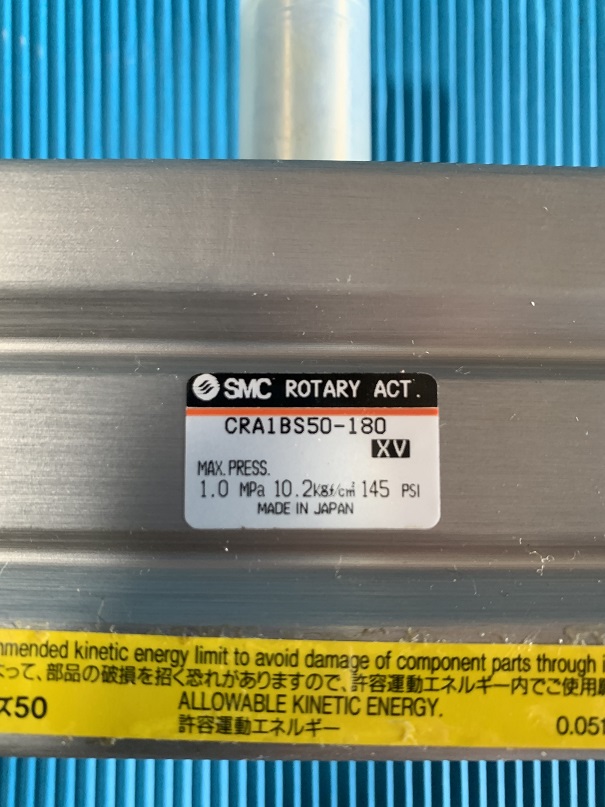 SMC ROTARY ACT.
CRA1BS50-180
XV
MAX. PRESS.
1.0 MPa 10.2kgf/cm² 145 PSI
MADE IN JAPAN
mmended kinetic energy limit to avoid damage of component parts through i
よって、部品の破損を招く恐れがありますので、許容運動エネルギー内でご使用願
ズ50 ALLOWABLE KINETIC ENERGY.
許容運動エネルギー 0.051